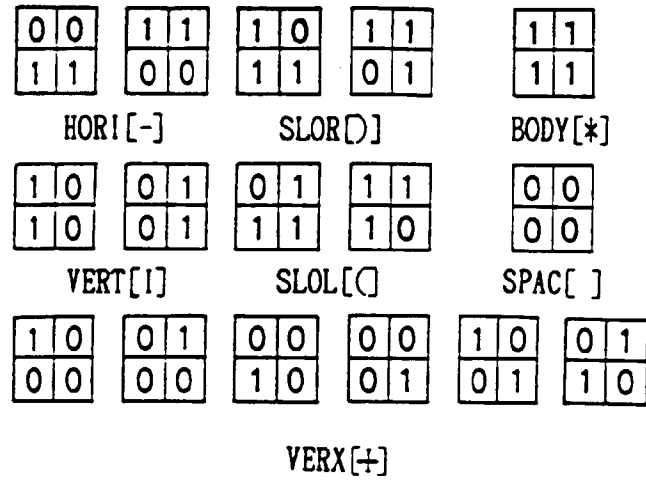 0 0 1 1 1 0 1 1 1 1
1 1 0 0 1 1 0 1 1 1
HORI[-] SLOR[)] BODY[*]
1 0 0 1 0 1 1 1 0 0
1 0 0 1 1 1 1 0 0 0
VERT[I] SLOL[(] SPAC[ ]
1 0 0 1 0 0 0 0 1 0 0 1
0 0 0 0 1 0 0 1 0 1 1 0
VERX[+]